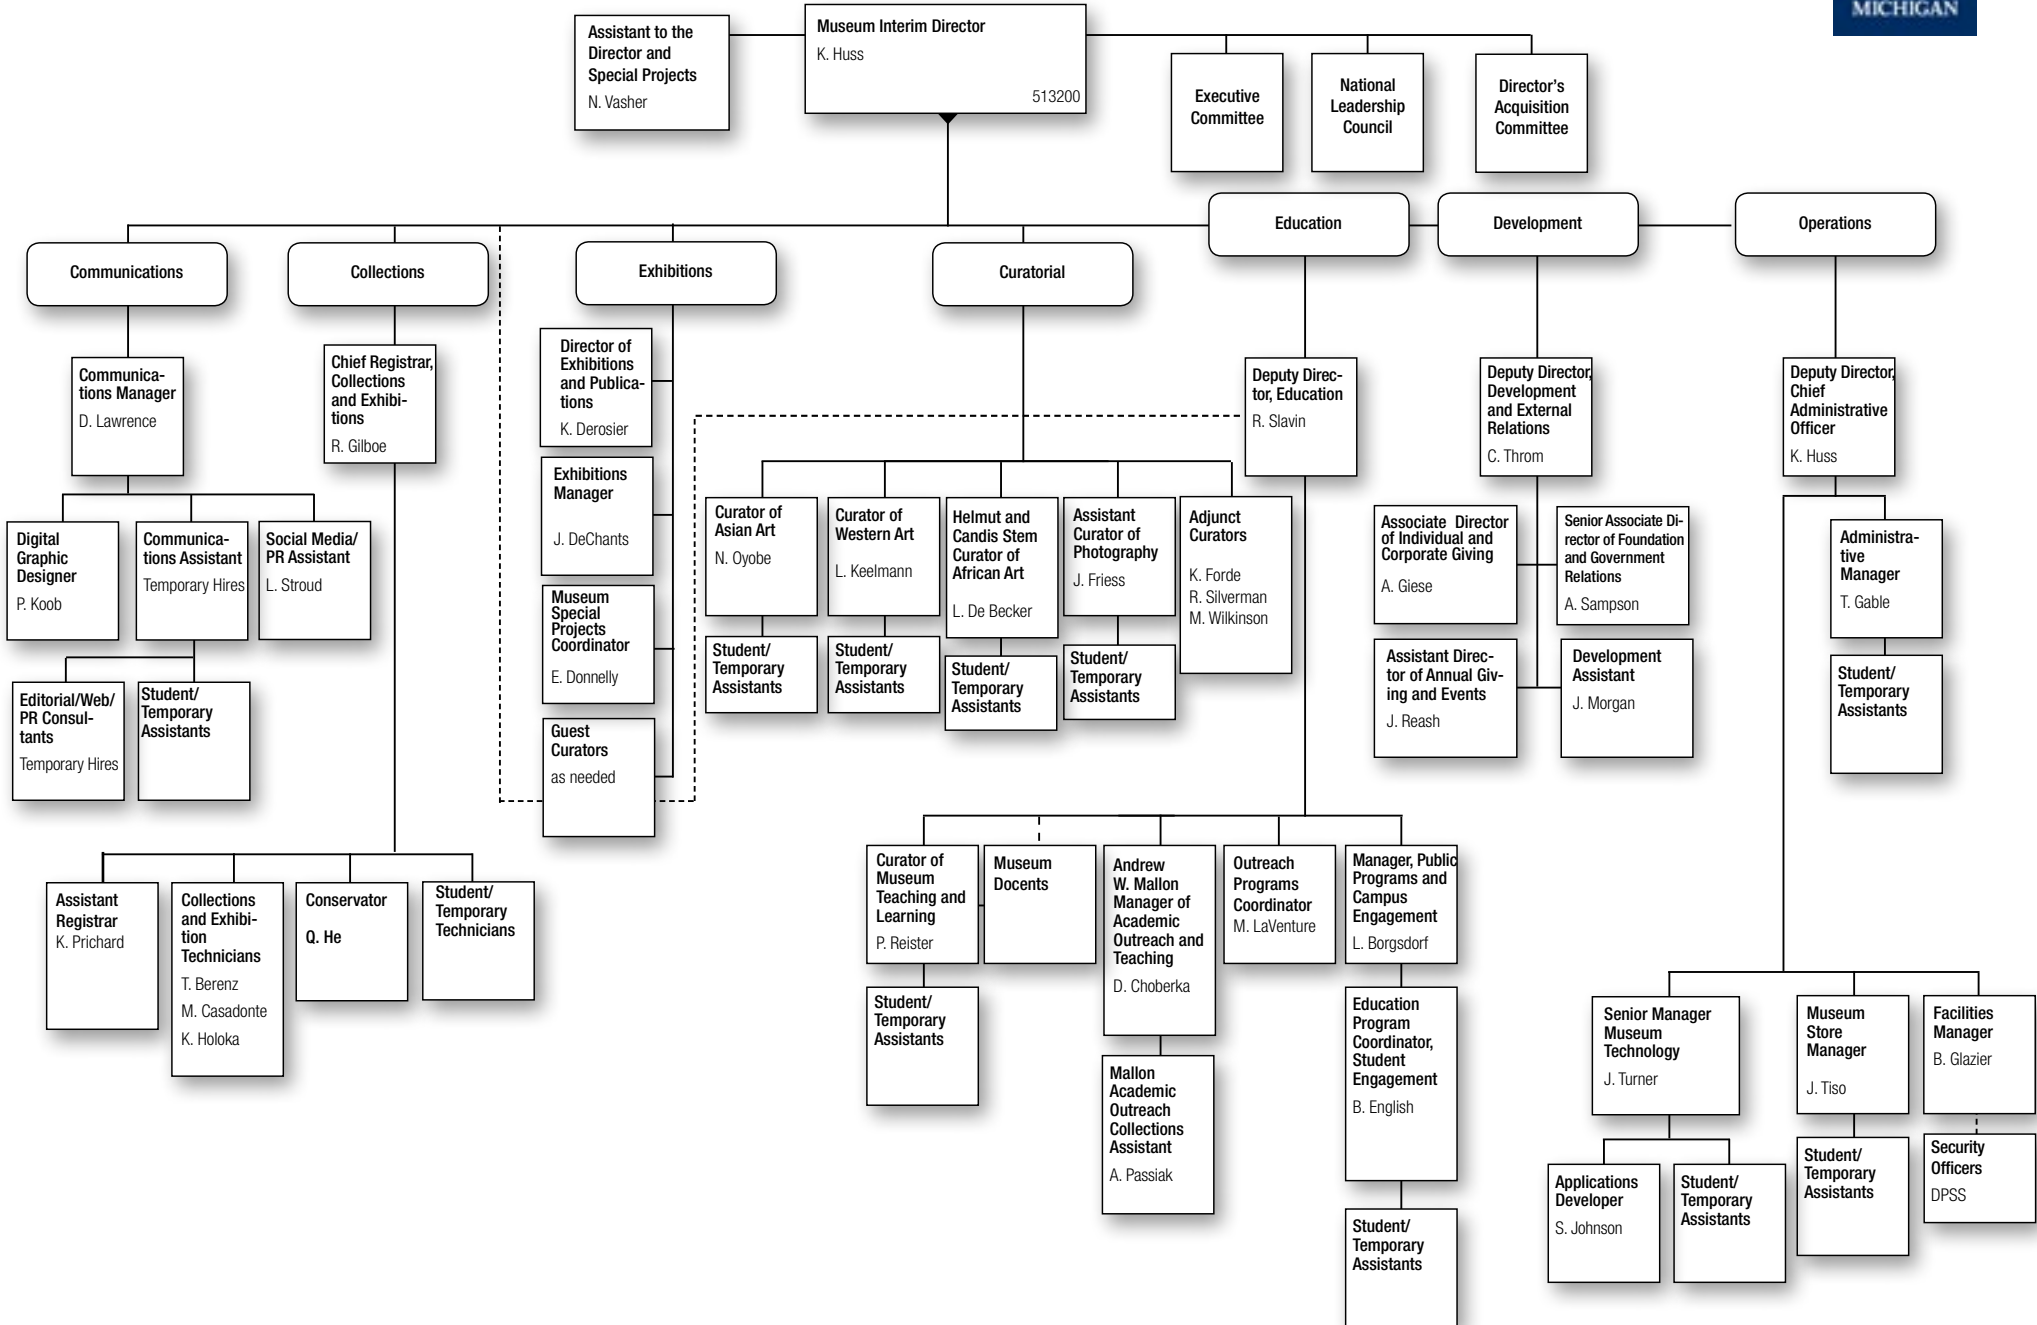 MICHIGAN
Assistant to the
Director and
Special Projects
N. Vasher
Museum Interim Director
K. Huss
513200
Executive
Committee
National
Leadership
Council
Director's
Acquisition
Committee
Communications
Collections
Exhibitions
Curatorial
Education
Development
Operations
Communica-
tions Manager
D. Lawrence
Digital
Graphic
Designer
P. Koob
Communica-
tions Assistant
Temporary Hires
Social Media/
PR Assistant
L. Stroud
Editorial/Web/
PR Consul-
tants
Temporary Hires
Student/
Temporary
Assistants
Chief Registrar,
Collections
and Exhibi-
tions
R. Gilboe
Assistant
Registrar
K. Prichard
Collections
and Exhibi-
tion
Technicians
T. Berenz
M. Casadonte
K. Holoka
Conservator
Q. He
Student/
Temporary
Technicians
Director of
Exhibitions
and Publica-
tions
K. Derosier
Exhibitions
Manager
J. DeChants
Museum
Special
Projects
Coordinator
E. Donnelly
Guest
Curators
as needed
Curator of
Asian Art
N. Oyobe
Student/
Temporary
Assistants
Curator of
Western Art
L. Keelmann
Student/
Temporary
Assistants
Helmut and
Candis Stem
Curator of
African Art
L. De Becker
Student/
Temporary
Assistants
Assistant
Curator of
Photography
J. Friess
Student/
Temporary
Assistants
Adjunct
Curators
K. Forde
R. Silverman
M. Wilkinson
Deputy Direc-
tor, Education
R. Slavin
Curator of
Museum
Teaching and
Learning
P. Reister
Student/
Temporary
Assistants
Museum
Docents
Andrew
W. Mallon
Manager of
Academic
Outreach and
Teaching
D. Choberka
Mallon
Academic
Outreach
Collections
Assistant
A. Passiak
Outreach
Programs
Coordinator
M. LaVenture
Manager, Public
Programs and
Campus
Engagement
L. Borgsdorf
Education
Program
Coordinator,
Student
Engagement
B. English
Student/
Temporary
Assistants
Deputy Director,
Development
and External
Relations
C. Throm
Associate Director
of Individual and
Corporate Giving
A. Giese
Senior Associate Di-
rector of Foundation
and Government
Relations
A. Sampson
Assistant Direc-
tor of Annual Giv-
ing and Events
J. Reash
Development
Assistant
J. Morgan
Deputy Director,
Chief
Administrative
Officer
K. Huss
Administra-
tive
Manager
T. Gable
Student/
Temporary
Assistants
Senior Manager
Museum
Technology
J. Turner
Applications
Developer
S. Johnson
Student/
Temporary
Assistants
Museum
Store
Manager
J. Tiso
Student/
Temporary
Assistants
Facilities
Manager
B. Glazier
Security
Officers
DPSS